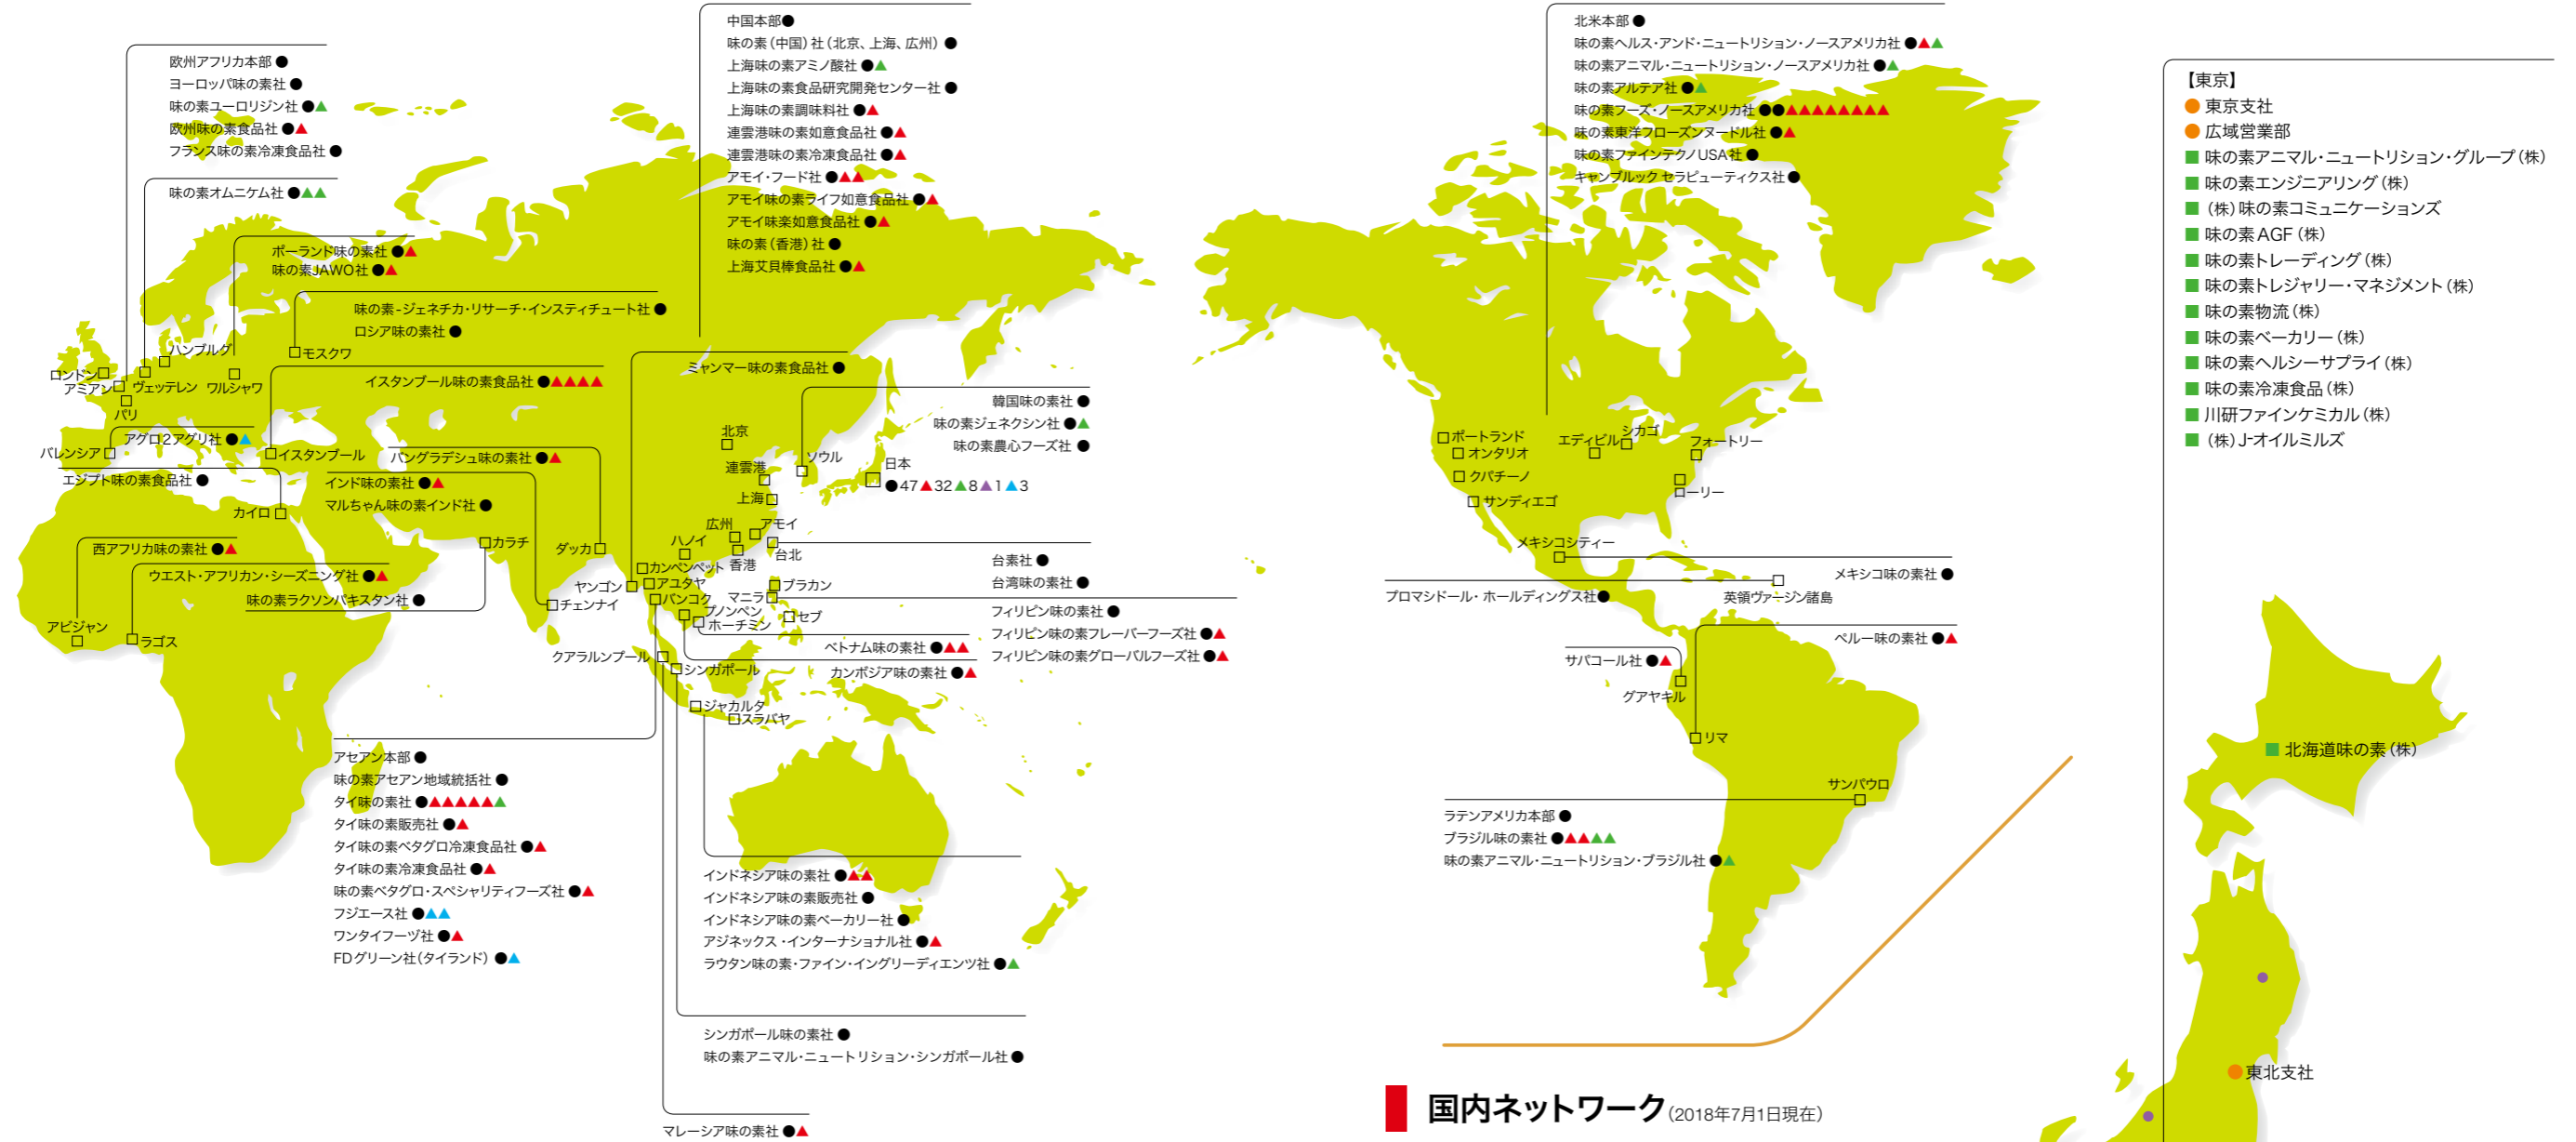 欧州アフリカ本部 ●
ヨーロッパ味の素社 ●
味の素ユーロリジン社 ●▲
欧州味の素食品社 ●▲
フランス味の素冷凍食品社 ●
味の素オムニケム社 ●▲▲
ポーランド味の素社 ●▲
味の素JAWO社 ●▲
味の素-ジェネチカ・リサーチ・インスティチュート社 ●
ロシア味の素社 ●
ハンブルグ
モスクワ
ロンドン
アミアン
ヴェッテレン
ワルシャワ
パリ
イスタンブール味の素食品社 ●▲▲▲▲
アグロ2アグリ社 ●▲
バレンシア
イスタンブール
エジプト味の素食品社 ●
カイロ
バングラデシュ味の素社 ●▲
インド味の素社 ●▲
マルちゃん味の素インド社 ●
西アフリカ味の素社 ●▲
ウエスト・アフリカン・シーズニング社 ●▲
味の素ラクソンパキスタン社 ●
アビジャン
ラゴス
カラチ
ダッカ
チェンナイ
中国本部●
味の素(中国)社(北京、上海、広州) ●
上海味の素アミノ酸社 ●▲
上海味の素食品研究開発センター社 ●
上海味の素調味料社 ●▲
連雲港味の素如意食品社 ●▲
連雲港味の素冷凍食品社 ●▲
アモイ・フード社 ●▲▲
アモイ味の素ライフ如意食品社 ●▲
アモイ味楽如意食品社 ●▲
味の素(香港)社 ●
上海艾貝棒食品社 ●▲
ミャンマー味の素食品社 ●
韓国味の素社 ●
味の素ジェネクシン社 ●▲
味の素農心フーズ社 ●
北京
連雲港
上海
ソウル
日本
●47▲32▲8▲1▲3
広州
アモイ
ハノイ
香港
台北
台素社 ●
台湾味の素社 ●
カンペンペット
アユタヤ
ヤンゴン
バンコク
プノンペン
ホーチミン
ブラカン
マニラ
セブ
フィリピン味の素社 ●
フィリピン味の素フレーバーフーズ社 ●▲
フィリピン味の素グローバルフーズ社 ●▲
ベトナム味の素社 ●▲▲
カンボジア味の素社 ●▲
クアラルンプール
シンガポール
ジャカルタ
スラバヤ
アセアン本部 ●
味の素アセアン地域統括社 ●
タイ味の素社 ●▲▲▲▲▲▲
タイ味の素販売社 ●▲
タイ味の素ベタグロ冷凍食品社 ●▲
タイ味の素冷凍食品社 ●▲
味の素ベタグロ・スペシャリティフーズ社 ●▲
フジエース社 ●▲▲
ワンタイフーヅ社 ●▲
FDグリーン社(タイランド) ●▲
インドネシア味の素社 ●▲▲
インドネシア味の素販売社 ●
インドネシア味の素ベーカリー社 ●
アジネックス・インターナショナル社 ●▲
ラウタン味の素・ファイン・イングリーディエンツ社 ●▲
シンガポール味の素社 ●
味の素アニマル・ニュートリション・シンガポール社 ●
マレーシア味の素社 ●▲
北米本部 ●
味の素ヘルス・アンド・ニュートリション・ノースアメリカ社 ●▲▲
味の素アニマル・ニュートリション・ノースアメリカ社 ●▲
味の素アルテア社 ●▲
味の素フーズ・ノースアメリカ社 ●●▲▲▲▲▲▲▲▲
味の素東洋フローズンヌードル社 ●▲
味の素ファインテクノUSA社 ●
キャンブルック セラピューティクス社 ●
ポートランド
オンタリオ
クパチーノ
サンディエゴ
エディビル
シカゴ
フォートリー
ローリー
メキシコシティー
メキシコ味の素社 ●
プロマシドール・ホールディングス社●
英領ヴァージン諸島
ペルー味の素社 ●▲
サパコール社 ●▲
グアヤキル
リマ
サンパウロ
ラテンアメリカ本部 ●
ブラジル味の素社 ●▲▲▲▲
味の素アニマル・ニュートリション・ブラジル社 ●▲
国内ネットワーク(2018年7月1日現在)
【東京】
● 東京支社
● 広域営業部
■ 味の素アニマル・ニュートリション・グループ(株)
■ 味の素エンジニアリング(株)
■ (株)味の素コミュニケーションズ
■ 味の素AGF(株)
■ 味の素トレーディング(株)
■ 味の素トレジャリー・マネジメント(株)
■ 味の素物流(株)
■ 味の素ベーカリー(株)
■ 味の素ヘルシーサプライ(株)
■ 味の素冷凍食品(株)
■ 川研ファインケミカル(株)
■ (株)J-オイルミルズ
■ 北海道味の素(株)
● 東北支社